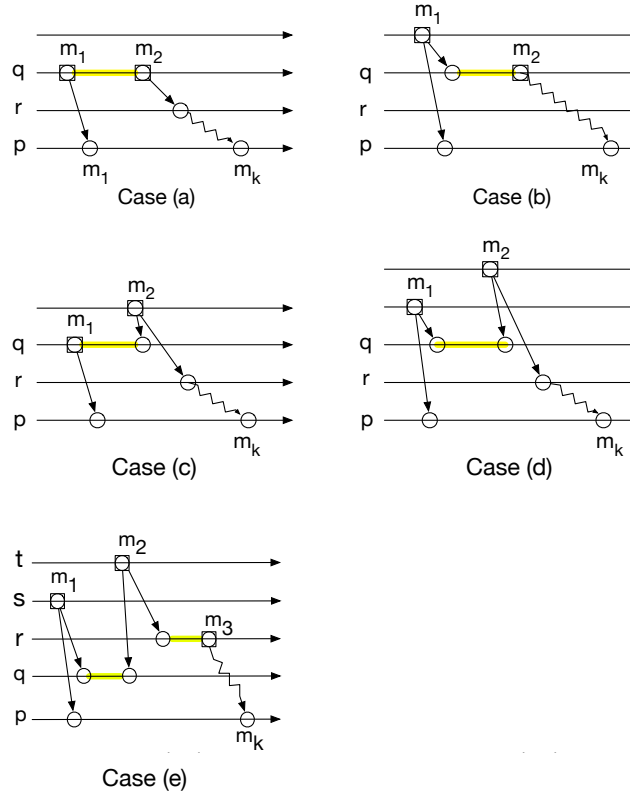 m1 m2
q
r
p
m1 mk
Case (a)
m1
m2
q
r
p
mk
Case (b)
m2
m1
q
r
p
mk
Case (c)
m2
m1
q
r
p
mk
Case (d)
t m2
m1
s
r m3
q
p
mk
Case (e)